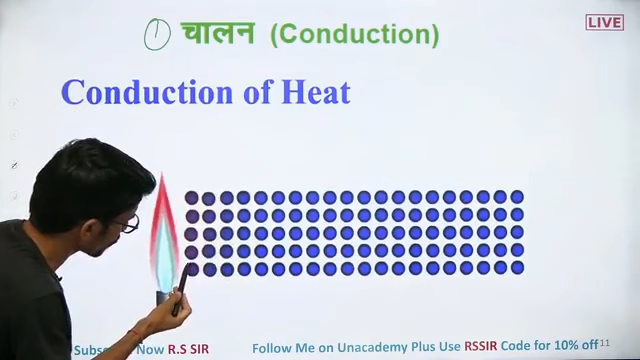 ① चालन (Conduction)
LIVE
Conduction of Heat
Subscribe Now R.S SIR
Follow Me on Unacademy Plus Use RSSIR Code for 10% off 11